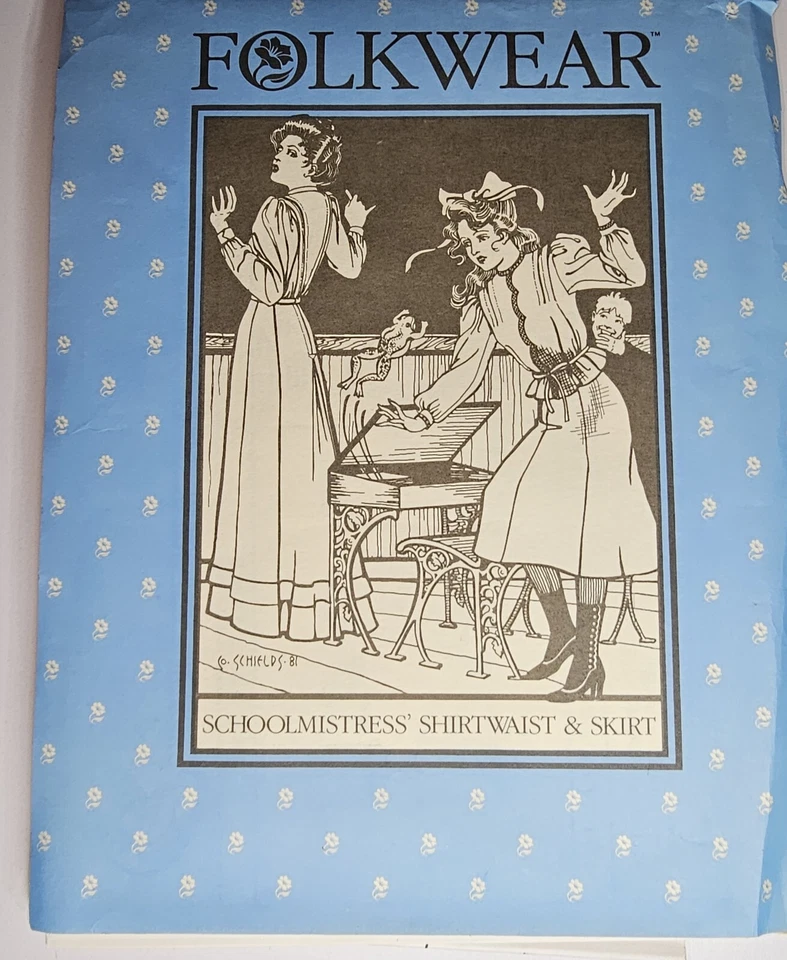 FOLKWEAR™
CO. SCHIELDS · 81
SCHOOLMISTRESS' SHIRTWAIST & SKIRT